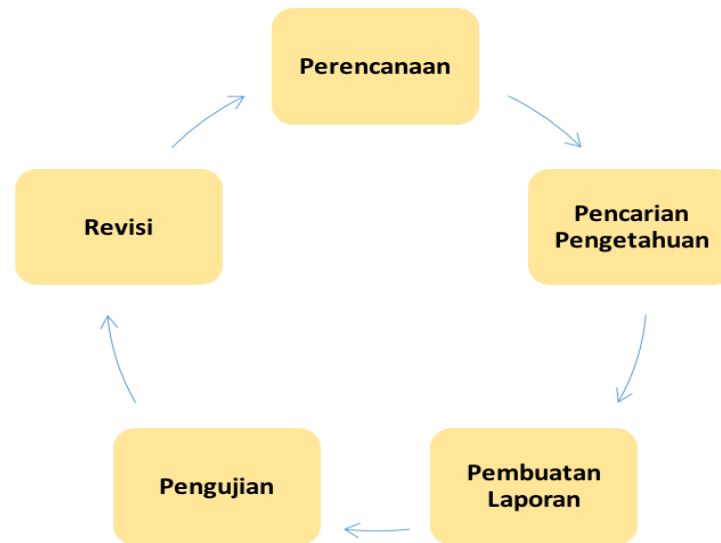 Perencanaan
Pencarian
Pengetahuan
Pembuatan
Laporan
Pengujian
Revisi